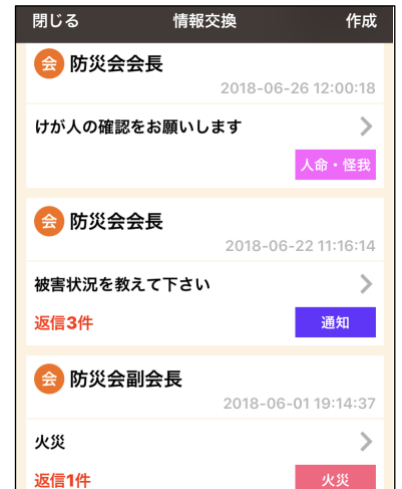 閉じる 情報交換 作成
会 防災会会長
2018-06-26 12:00:18
けが人の確認をお願いします
人命・怪我
会 防災会会長
2018-06-22 11:16:14
被害状況を教えて下さい
返信3件 通知
会 防災会副会長
2018-06-01 19:14:37
火災
返信1件 火災